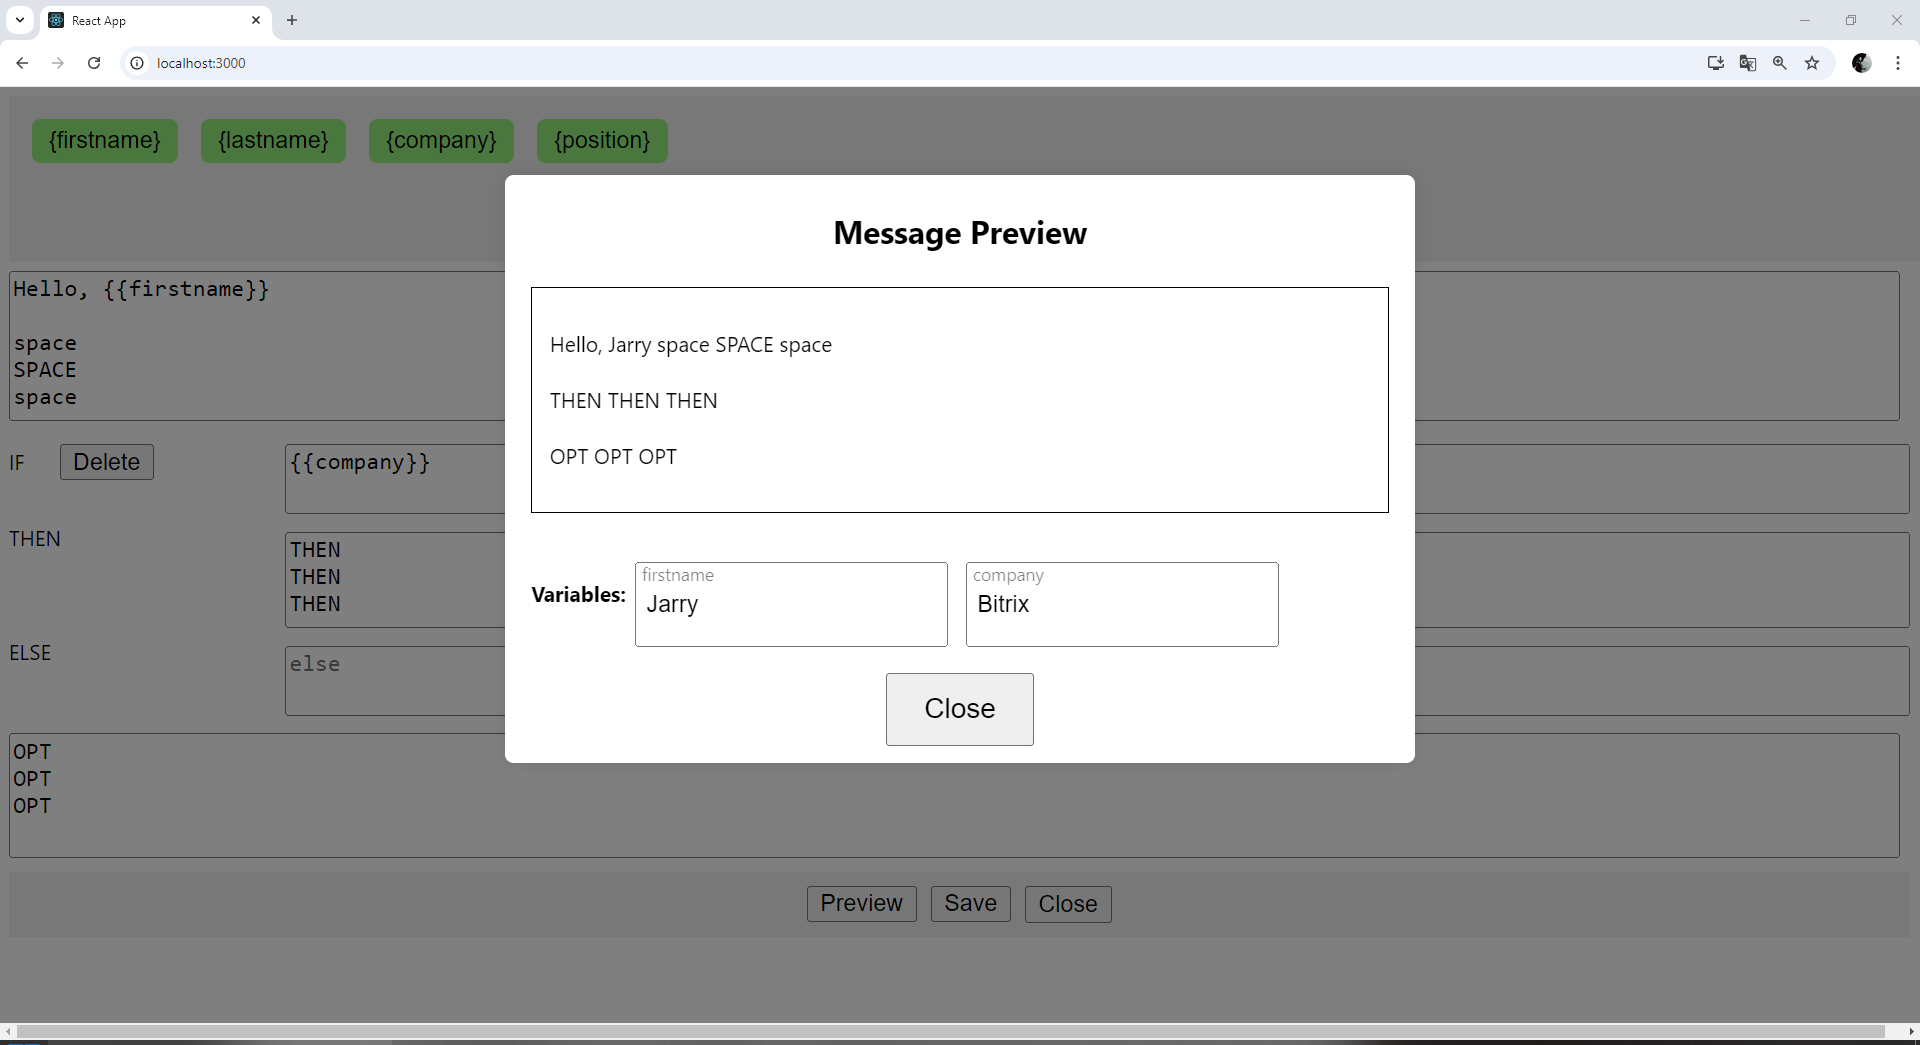 React App
localhost:3000
{firstname} {lastname} {company} {position}
Message Preview
Hello, {{firstname}}
space
SPACE
space
Hello, Jarry space SPACE space
THEN THEN THEN
OPT OPT OPT
IF Delete {{company}}
THEN
THEN
THEN
THEN
Variables:
firstname
Jarry
company
Bitrix
ELSE
else
Close
OPT
OPT
OPT
Preview Save Close